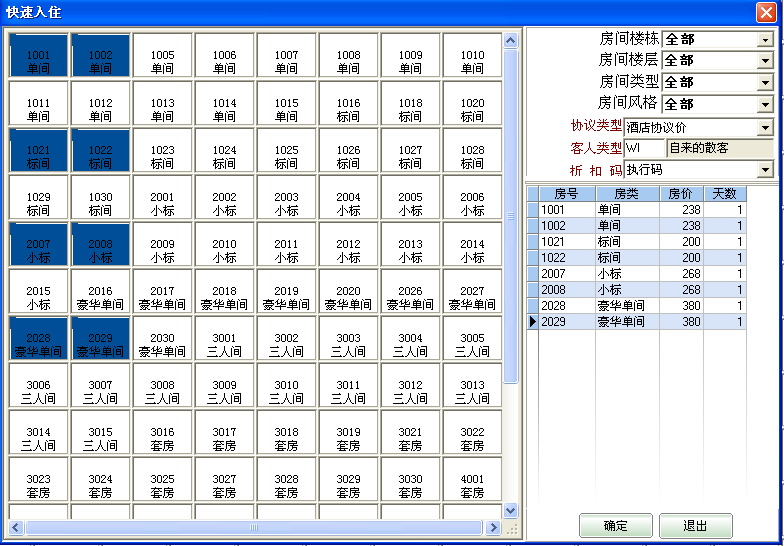 快速入住
1001 1002 1005 1006 1007 1008 1009 1010
单间 单间 单间 单间 单间 单间 单间 单间
1011 1012 1013 1014 1015 1016 1018 1020
单间 单间 单间 单间 单间 标间 标间 标间
1021 1022 1023 1024 1025 1026 1027 1028
标间 标间 标间 标间 标间 标间 标间 标间
1029 1030 2001 2002 2003 2004 2005 2006
标间 标间 小标 小标 小标 小标 小标 小标
2007 2008 2009 2010 2011 2012 2013 2014
小标 小标 小标 小标 小标 小标 小标 小标
2015 2016 2017 2018 2019 2020 2026 2027
小标 豪华单间 豪华单间 豪华单间 豪华单间 豪华单间 豪华单间 豪华单间
2028 2029 2030 3001 3002 3003 3004 3005
豪华单间 豪华单间 豪华单间 三人间 三人间 三人间 三人间 三人间
3006 3007 3008 3009 3010 3011 3012 3013
三人间 三人间 三人间 三人间 三人间 三人间 三人间 三人间
3014 3015 3016 3017 3018 3019 3021 3022
三人间 三人间 套房 套房 套房 套房 套房 套房
3023 3024 3025 3027 3028 3029 3030 4001
套房 套房 套房 套房 套房 套房 套房 套房
房间楼栋 全部
房间楼层 全部
房间类型 全部
房间风格 全部
协议类型 酒店协议价
客人类型 WI 自来的散客
折 扣 码 执行码
房号 房类 房价 天数
1001 单间 238 1
1002 单间 238 1
1021 标间 200 1
1022 标间 200 1
2007 小标 268 1
2008 小标 268 1
2028 豪华单间 380 1
2029 豪华单间 380 1
确定 退出